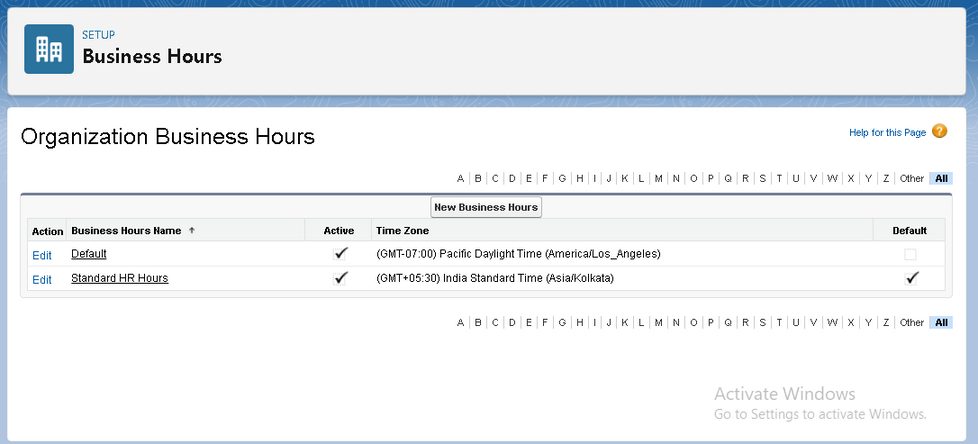 SETUP
Business Hours
Organization Business Hours
Help for this Page ?
A B C D E F G H I J K L M N O P Q R S T U V W X Y Z Other All
New Business Hours
Action Business Hours Name ↑ Active Time Zone Default
Edit Default (GMT-07:00) Pacific Daylight Time (America/Los_Angeles)
Edit Standard HR Hours (GMT+05:30) India Standard Time (Asia/Kolkata)
A B C D E F G H I J K L M N O P Q R S T U V W X Y Z Other All
Activate Windows
Go to Settings to activate Windows.